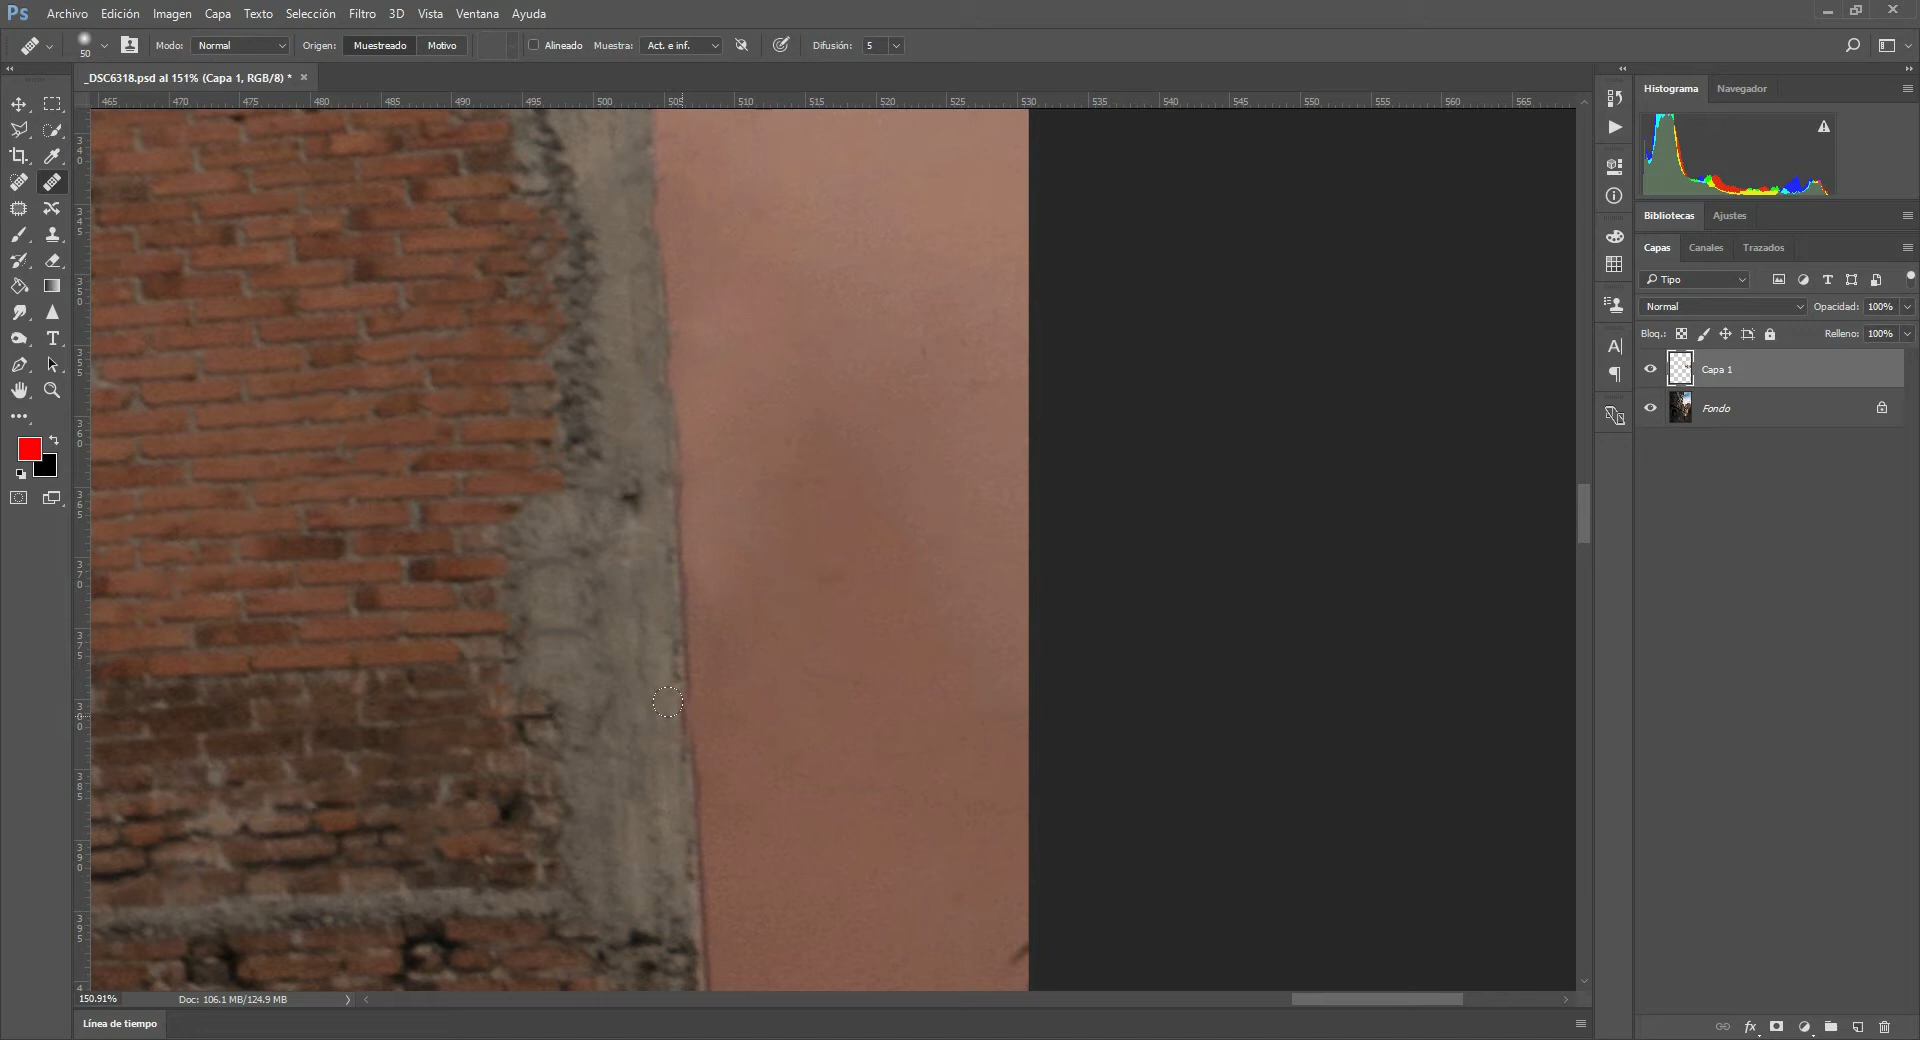 Ps Archivo Edición Imagen Capa Texto Selección Filtro 3D Vista Ventana Ayuda
50 Modo: Normal Origen: Muestreado Motivo Alineado Muestra: Act. e inf. Difusión: 5
_DSC6318.psd al 151% (Capa 1, RGB/8) * ×
465 470 475 480 485 490 495 500 505 510 515 520 525 530 535 540 545 550 555 560 565
Histograma Navegador
Bibliotecas Ajustes
Capas Canales Trazados
Tipo
Normal Opacidad: 100%
Bloq.: Relleno: 100%
Capa 1
Fondo
150.91% Doc: 106.1 MB/124.9 MB
Línea de tiempo